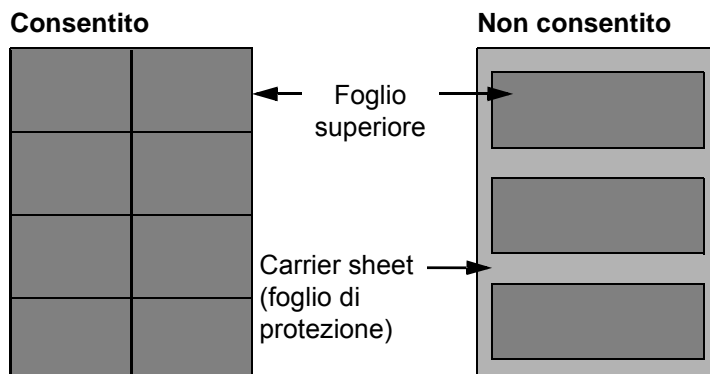 Consentito
Non consentito
Foglio
superiore
Carrier sheet
(foglio di
protezione)